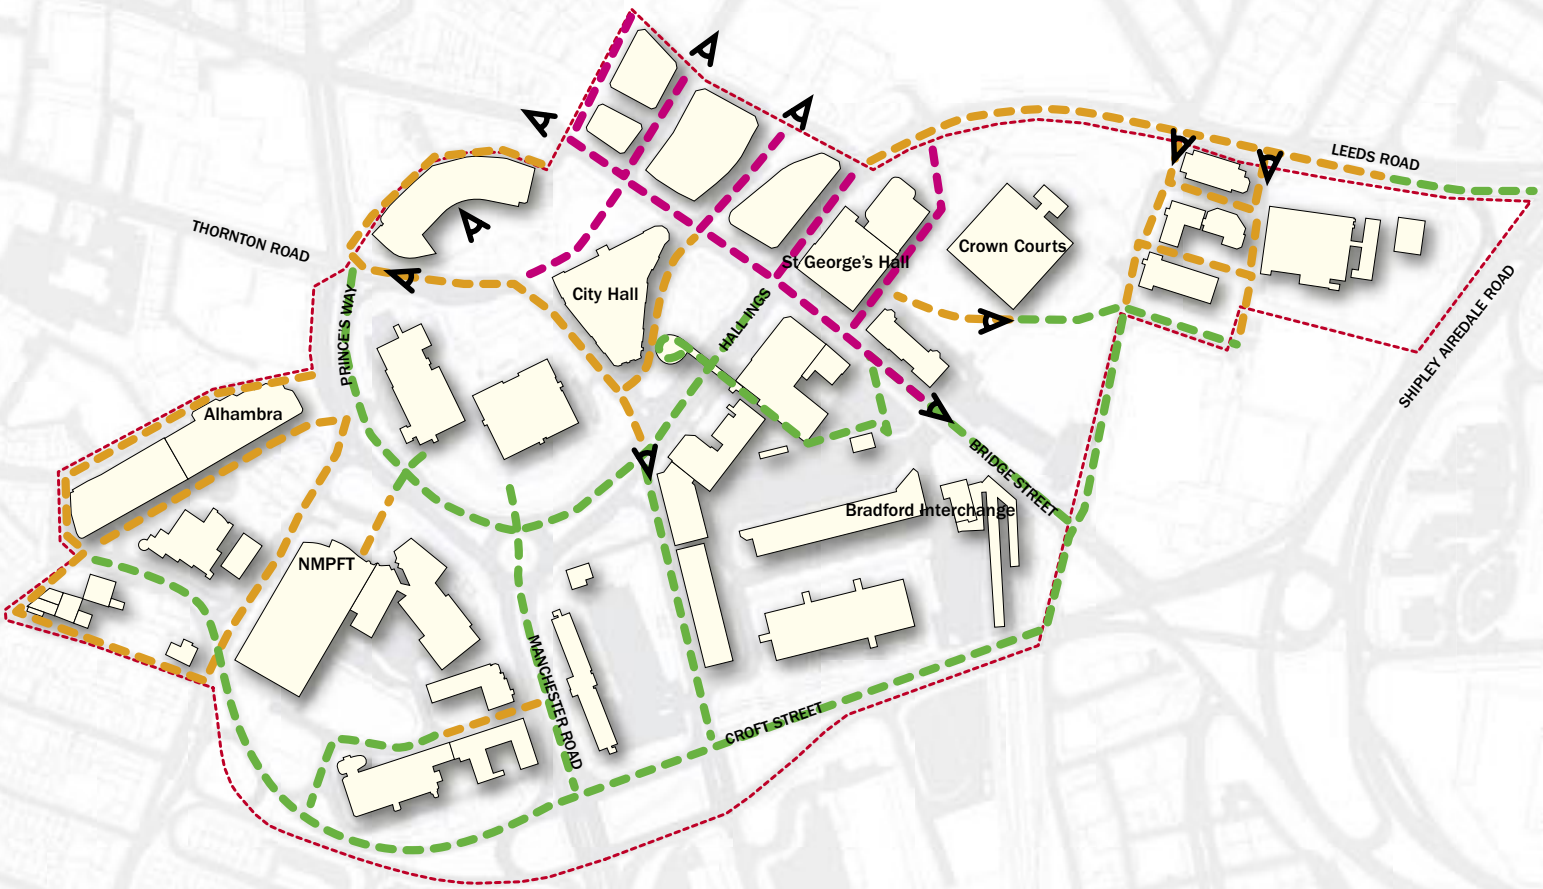 LEEDS ROAD
THORNTON ROAD
Crown Courts
St George's Hall
City Hall
HALL INGS
PRINCE'S WAY
SHIPLEY AIREDALE ROAD
Alhambra
BRIDGE STREET
Bradford Interchange
NMPFT
MANCHESTER ROAD
CROFT STREET